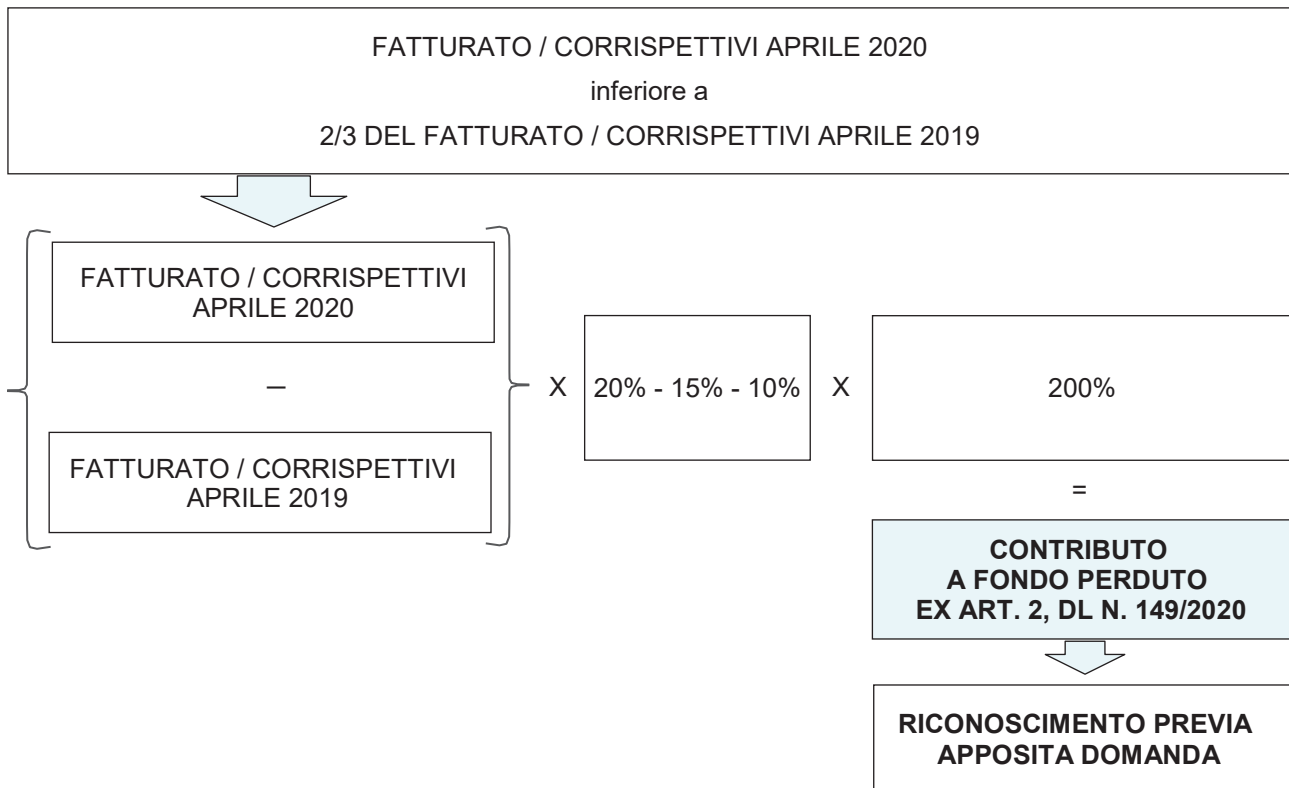 FATTURATO / CORRISPETTIVI APRILE 2020
inferiore a
2/3 DEL FATTURATO / CORRISPETTIVI APRILE 2019
FATTURATO / CORRISPETTIVI
APRILE 2020
–
FATTURATO / CORRISPETTIVI
APRILE 2019
X
20% - 15% - 10%
X
200%
=
CONTRIBUTO
A FONDO PERDUTO
EX ART. 2, DL N. 149/2020
RICONOSCIMENTO PREVIA
APPOSITA DOMANDA